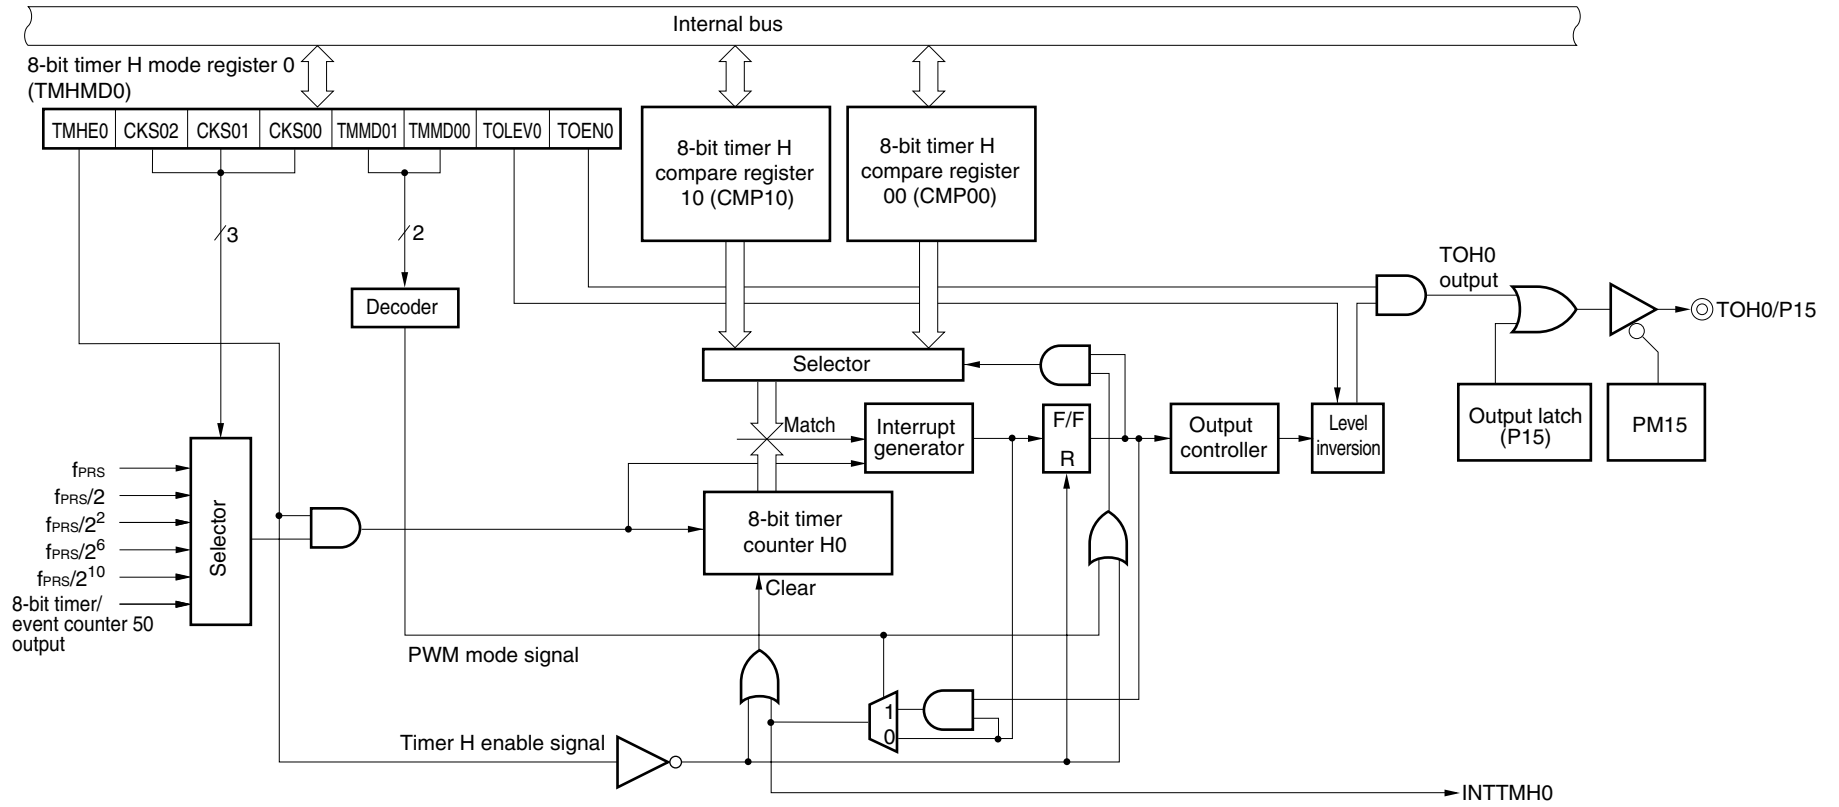 Internal bus
8-bit timer H mode register 0
(TMHMD0)
TMHE0 CKS02 CKS01 CKS00 TMMD01 TMMD00 TOLEV0 TOEN0
8-bit timer H
compare register
10 (CMP10)
8-bit timer H
compare register
00 (CMP00)
3
2
Decoder
TOH0
output
TOH0/P15
Selector
Match
Interrupt
generator
F/F
R
Output
controller
Level
inversion
Output latch
(P15)
PM15
fPRS
fPRS/2
fPRS/2²
fPRS/2⁶
fPRS/2¹⁰
8-bit timer/
event counter 50
output
Selector
8-bit timer
counter H0
Clear
PWM mode signal
1
0
Timer H enable signal
INTTMH0